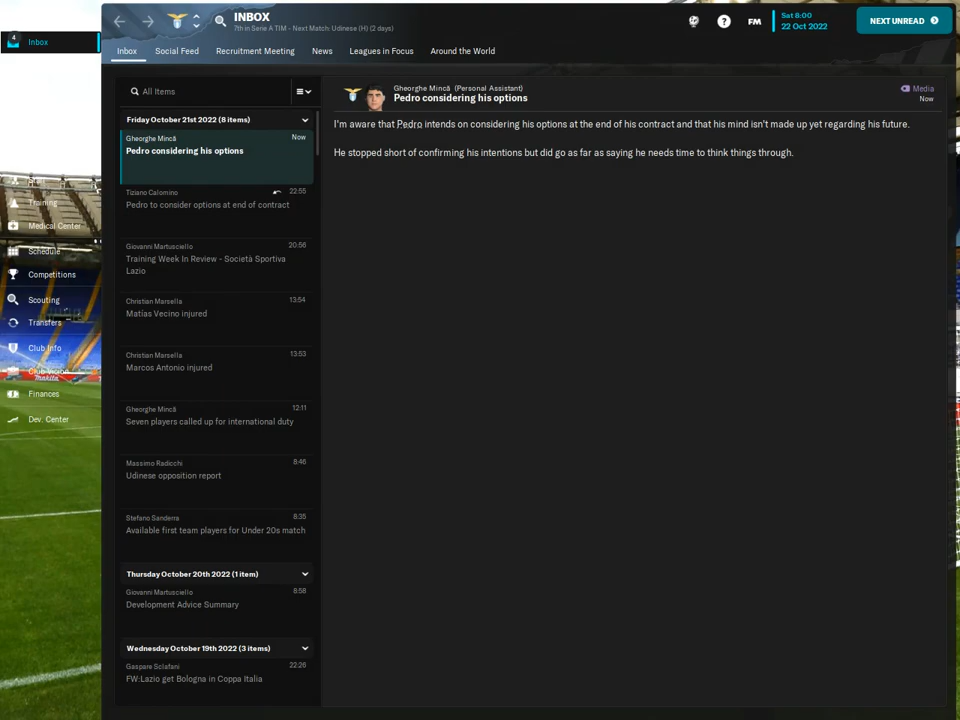 INBOX
7th in Serie A TIM - Next Match Udinese (H) (2 days)
FM
Sat 8:00
22 Oct 2022
NEXT UNREAD
4
Inbox
Inbox
Social Feed
Recruitment Meeting
News
Leagues in Focus
Around the World
Training
Medical Center
Schedule
Competitions
Scouting
Transfers
Club Info
Club Vision
Finances
Dev. Center
All Items
Friday October 21st 2022 (8 items)
Gheorghe Mincă
Now
Pedro considering his options
Tiziano Calomino
22:55
Pedro to consider options at end of contract
Giovanni Martusciello
20:56
Training Week In Review - Società Sportiva
Lazio
Christian Marsella
13:54
Matías Vecino injured
Christian Marsella
13:53
Marcos Antonio injured
Gheorghe Mincă
12:11
Seven players called up for international duty
Massimo Radicchi
8:46
Udinese opposition report
Stefano Sanderra
8:35
Available first team players for Under 20s match
Thursday October 20th 2022 (1 item)
Giovanni Martusciello
8:58
Development Advice Summary
Wednesday October 19th 2022 (3 items)
Gaspare Sclafani
22:26
FW:Lazio get Bologna in Coppa Italia
Gheorghe Mincă (Personal Assistant)
Pedro considering his options
Media
Now
I'm aware that Pedro intends on considering his options at the end of his contract and that his mind isn't made up yet regarding his future.
He stopped short of confirming his intentions but did go as far as saying he needs time to think things through.